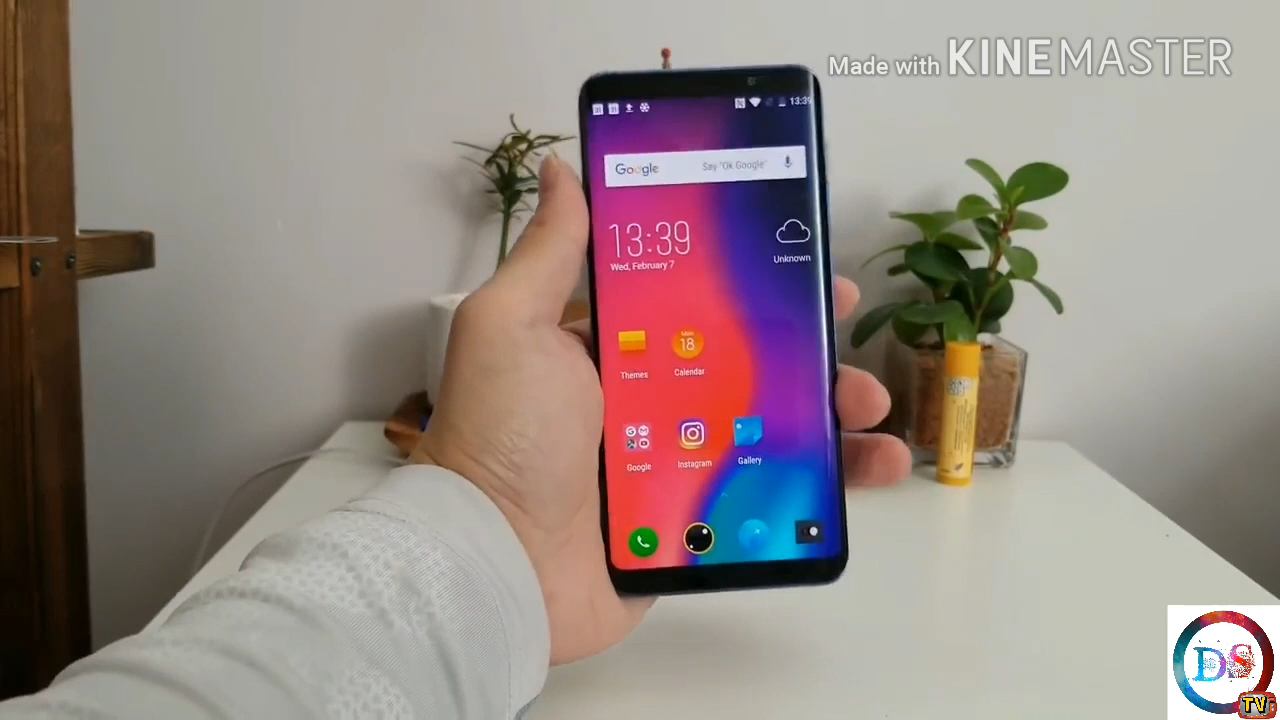 Made with KINEMASTER
13:39
Google Say "Ok Google"
13:39
Wed, February 7
Unknown
18
Themes
Calendar
Google
Instagram
Gallery
DS
TV